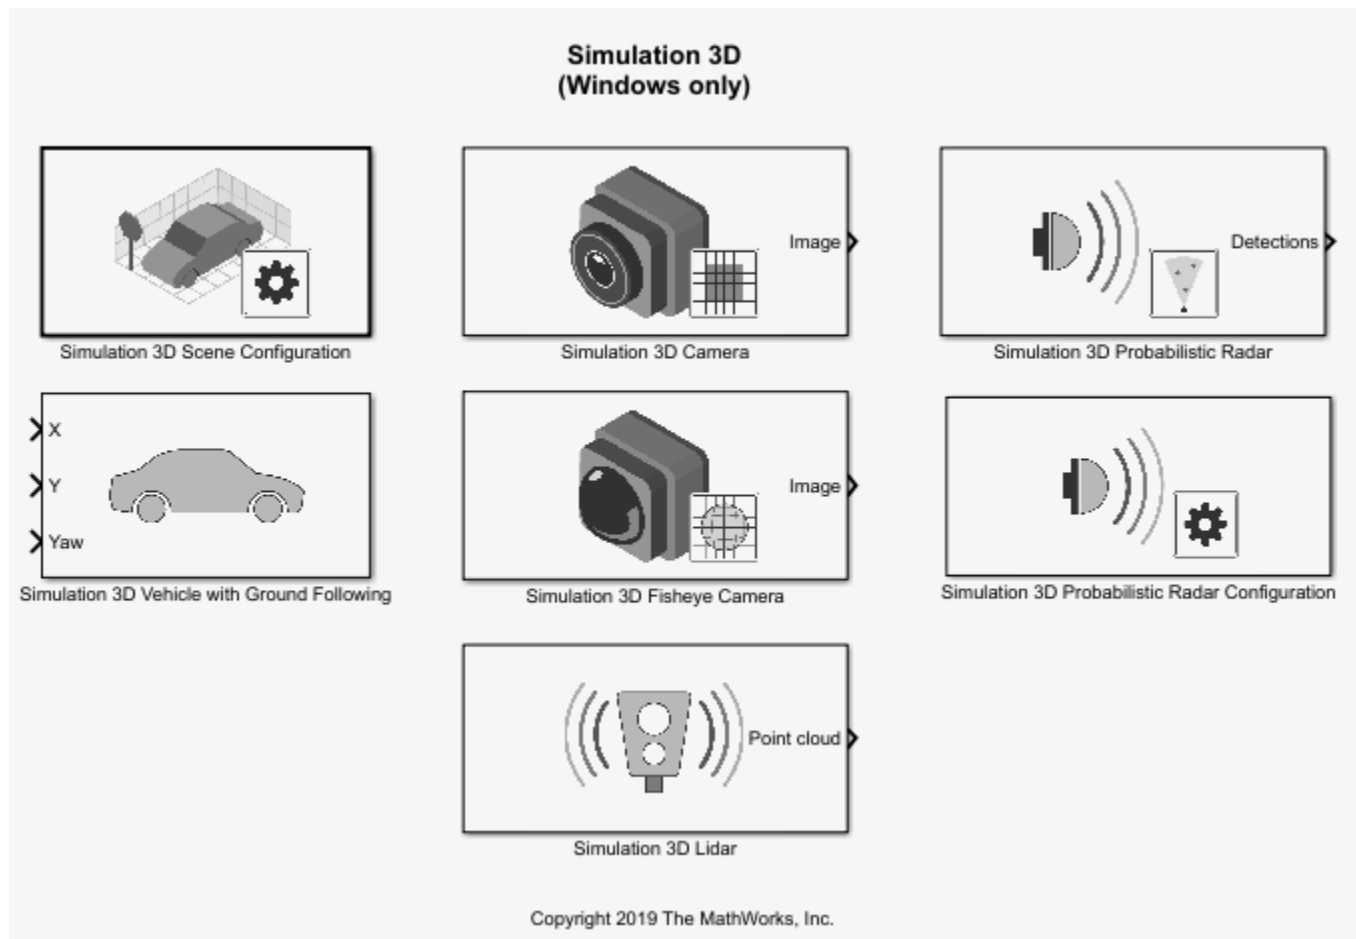 Simulation 3D
(Windows only)
Simulation 3D Scene Configuration
Image
Simulation 3D Camera
Detections
Simulation 3D Probabilistic Radar
X
Y
Yaw
Simulation 3D Vehicle with Ground Following
Image
Simulation 3D Fisheye Camera
Simulation 3D Probabilistic Radar Configuration
Point cloud
Simulation 3D Lidar
Copyright 2019 The MathWorks, Inc.